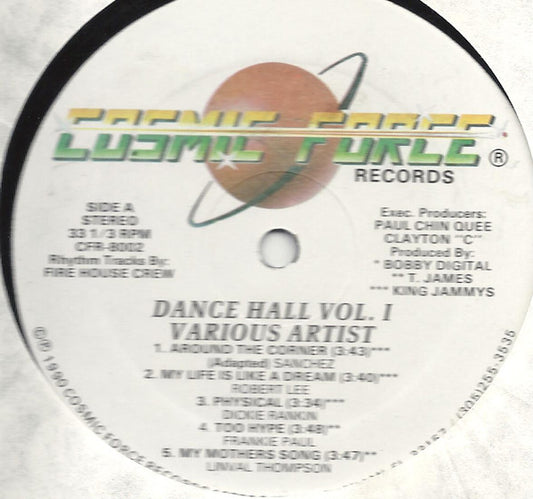 COSMIC FORCE ®
RECORDS
SIDE A
STEREO
33 1/3 RPM
CFR-8002
Rhythm Tracks By:
FIRE HOUSE CREW
Exec. Producers:
PAUL CHIN QUEE
CLAYTON "C"
Produced By:
* BOBBY DIGITAL
** T. JAMES
*** KING JAMMYS
DANCE HALL VOL. I
VARIOUS ARTIST
1. AROUND THE CORNER (3:43)***
(Adapted) SANCHEZ
2. MY LIFE IS LIKE A DREAM (3:40)***
ROBERT LEE
3. PHYSICAL (3:34)***
DICKIE RANKIN
4. TOO HYPE (3:48)**
FRANKIE PAUL
5. MY MOTHERS SONG (3:47)**
LINVAL THOMPSON
©℗ 1990 COSMIC FORCE RECORDS (305)255-3535